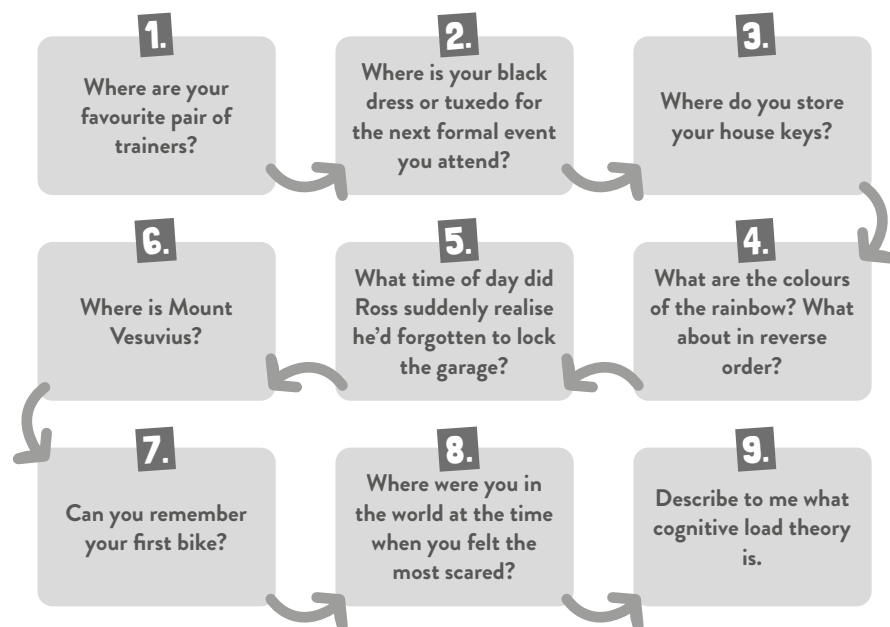 1.
Where are your
favourite pair of
trainers?
2.
Where is your black
dress or tuxedo for
the next formal event
you attend?
3.
Where do you store
your house keys?
4.
What are the colours
of the rainbow? What
about in reverse
order?
5.
What time of day did
Ross suddenly realise
he'd forgotten to lock
the garage?
6.
Where is Mount
Vesuvius?
7.
Can you remember
your first bike?
8.
Where were you in
the world at the time
when you felt the
most scared?
9.
Describe to me what
cognitive load theory
is.